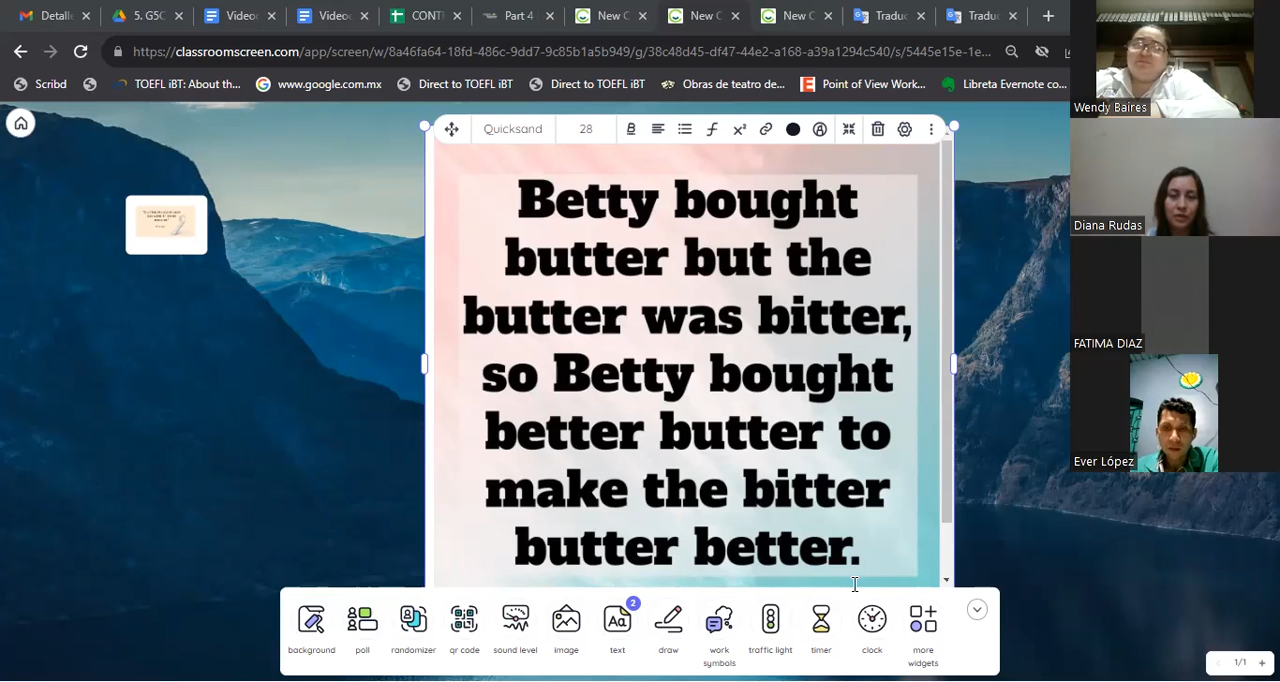 Detalle
5. G5C
Video
Video
CONT
Part 4
New C
New C
New C
Traduc
Traduc
https://classroomscreen.com/app/screen/w/8a46fa64-18fd-486c-9dd7-9c85b1a5b949/g/38c48d45-df47-44e2-a168-a39a1294c540/s/5445e15e-1e...
Scribd
TOEFL iBT: About th...
www.google.com.mx
Direct to TOEFL iBT
Direct to TOEFL iBT
Obras de teatro de...
Point of View Work...
Libreta Evernote co...
Quicksand 28
Betty bought
butter but the
butter was bitter,
so Betty bought
better butter to
make the bitter
butter better.
2
background
poll
randomizer
qr code
sound level
image
text
draw
work
symbols
traffic light
timer
clock
more
widgets
1/1
Wendy Baires
Diana Rudas
FATIMA DIAZ
Ever López